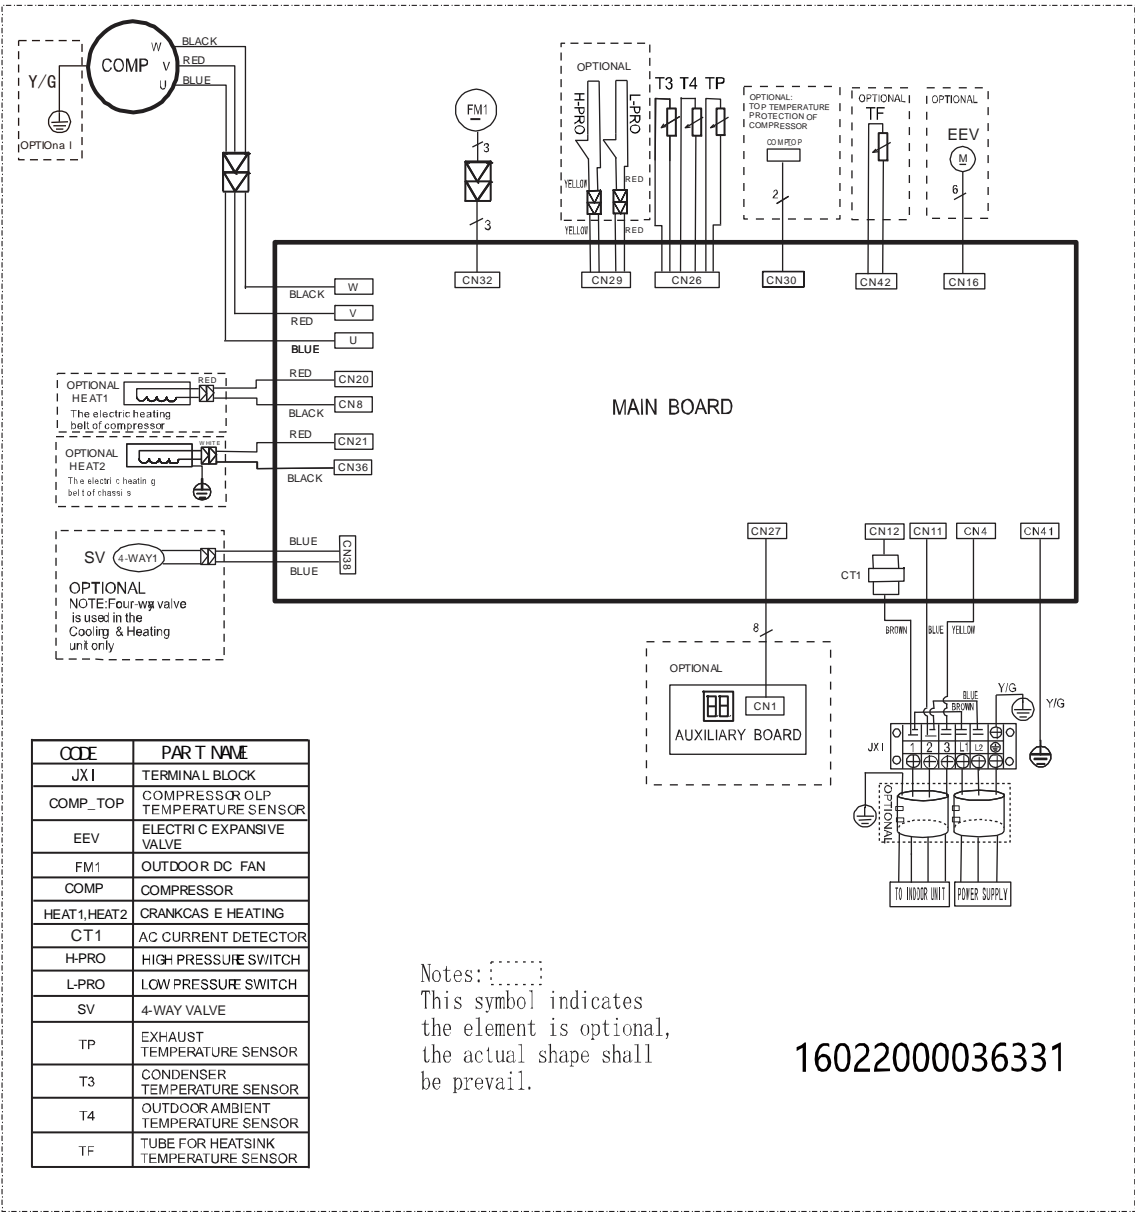 COMP
W
V
U
BLACK
RED
BLUE
Y/G
OPTIOnal
FM1
3
3
OPTIONAL
H-PRO
L-PRO
YELLOW
RED
YELLOW
RED
T3 T4 TP
OPTIONAL:
TOP TEMPERATURE
PROTECTION OF
COMPRESSOR
COMP_TOP
2
OPTIONAL
TF
OPTIONAL
EEV
M
6
CN32
CN29
CN26
CN30
CN42
CN16
BLACK
W
RED
V
BLUE
U
OPTIONAL
HEAT1
The electric heating
belt of compressor
RED
RED
CN20
BLACK
CN8
OPTIONAL
HEAT2
The electric heating
belt of chassis
WHITE
RED
CN21
BLACK
CN36
MAIN BOARD
SV
4-WAY1
OPTIONAL
NOTE:Four-way valve
is used in the
Cooling & Heating
unit only
BLUE
BLUE
CN38
CN27
CN12
CN11
CN4
CN41
CT1
8
BROWN
BLUE
YELLOW
OPTIONAL
CN1
AUXILIARY BOARD
BLUE
BROWN
Y/G
Y/G
JX1
1 2 3 L1 L2
OPTIONAL
TO INDOOR UNIT
POWER SUPPLY
CODE PART NAME
JX1 TERMINAL BLOCK
COMP_TOP COMPRESSOR OLP
TEMPERATURE SENSOR
EEV ELECTRIC EXPANSIVE
VALVE
FM1 OUTDOOR DC FAN
COMP COMPRESSOR
HEAT1,HEAT2 CRANKCASE HEATING
CT1 AC CURRENT DETECTOR
H-PRO HIGH PRESSURE SWITCH
L-PRO LOW PRESSURE SWITCH
SV 4-WAY VALVE
TP EXHAUST
TEMPERATURE SENSOR
T3 CONDENSER
TEMPERATURE SENSOR
T4 OUTDOOR AMBIENT
TEMPERATURE SENSOR
TF TUBE FOR HEATSINK
TEMPERATURE SENSOR
Notes:
This symbol indicates
the element is optional,
the actual shape shall
be prevail.
16022000036331